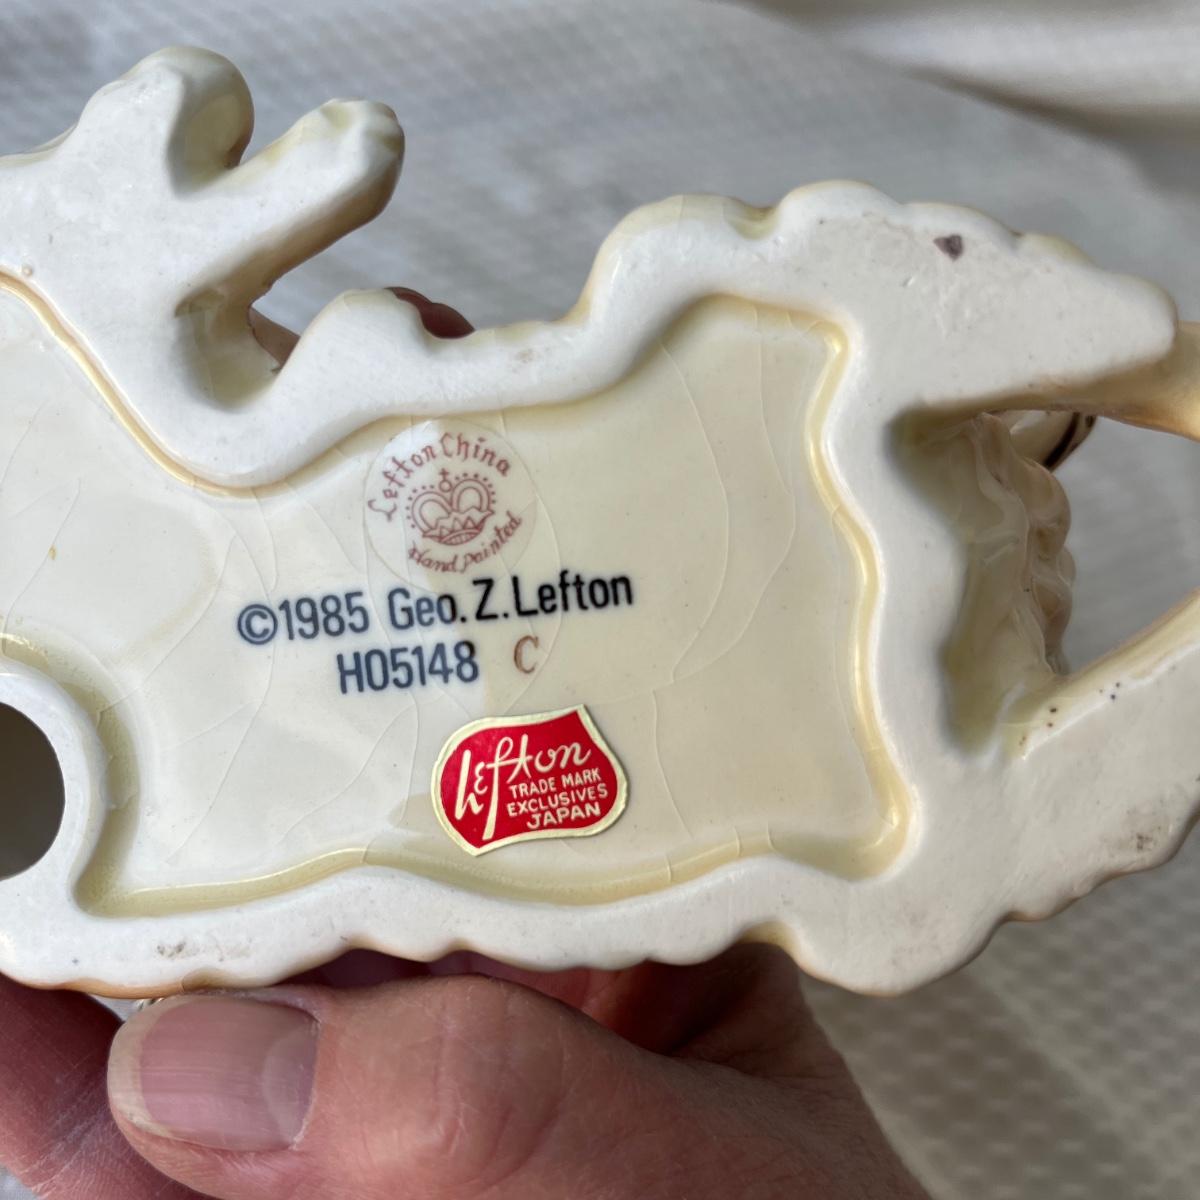 Lefton China
Hand Painted
©1985 Geo. Z. Lefton
H05148 C
Lefton
TRADE MARK
EXCLUSIVES
JAPAN